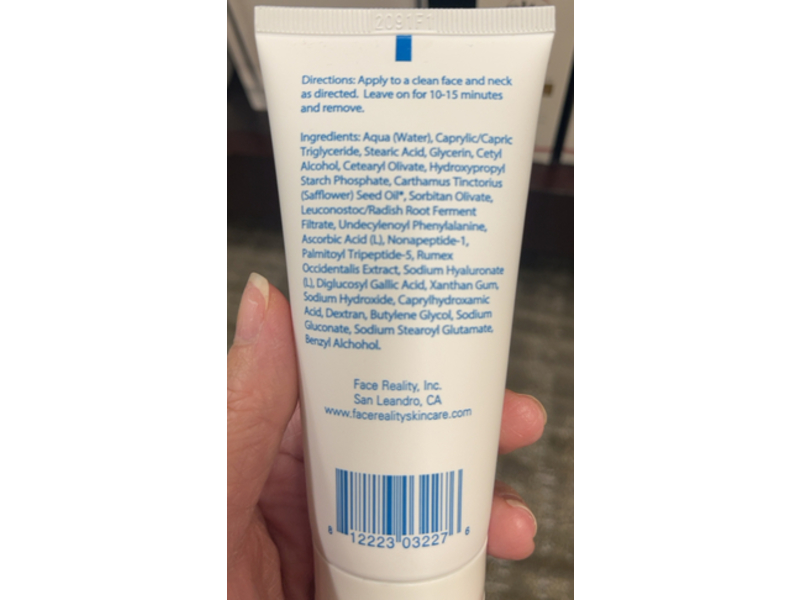 2091F1
Directions: Apply to a clean face and neck
as directed. Leave on for 10-15 minutes
and remove.
Ingredients: Aqua (Water), Caprylic/Capric
Triglyceride, Stearic Acid, Glycerin, Cetyl
Alcohol, Cetearyl Olivate, Hydroxypropyl
Starch Phosphate, Carthamus Tinctorius
(Safflower) Seed Oil*, Sorbitan Olivate,
Leuconostoc/Radish Root Ferment
Filtrate, Undecylenoyl Phenylalanine,
Ascorbic Acid (L), Nonapeptide-1,
Palmitoyl Tripeptide-5, Rumex
Occidentalis Extract, Sodium Hyaluronate
(L), Diglucosyl Gallic Acid, Xanthan Gum,
Sodium Hydroxide, Caprylhydroxamic
Acid, Dextran, Butylene Glycol, Sodium
Gluconate, Sodium Stearoyl Glutamate,
Benzyl Alchohol.
Face Reality, Inc.
San Leandro, CA
www.facerealityskincare.com
6 12223 03227 6